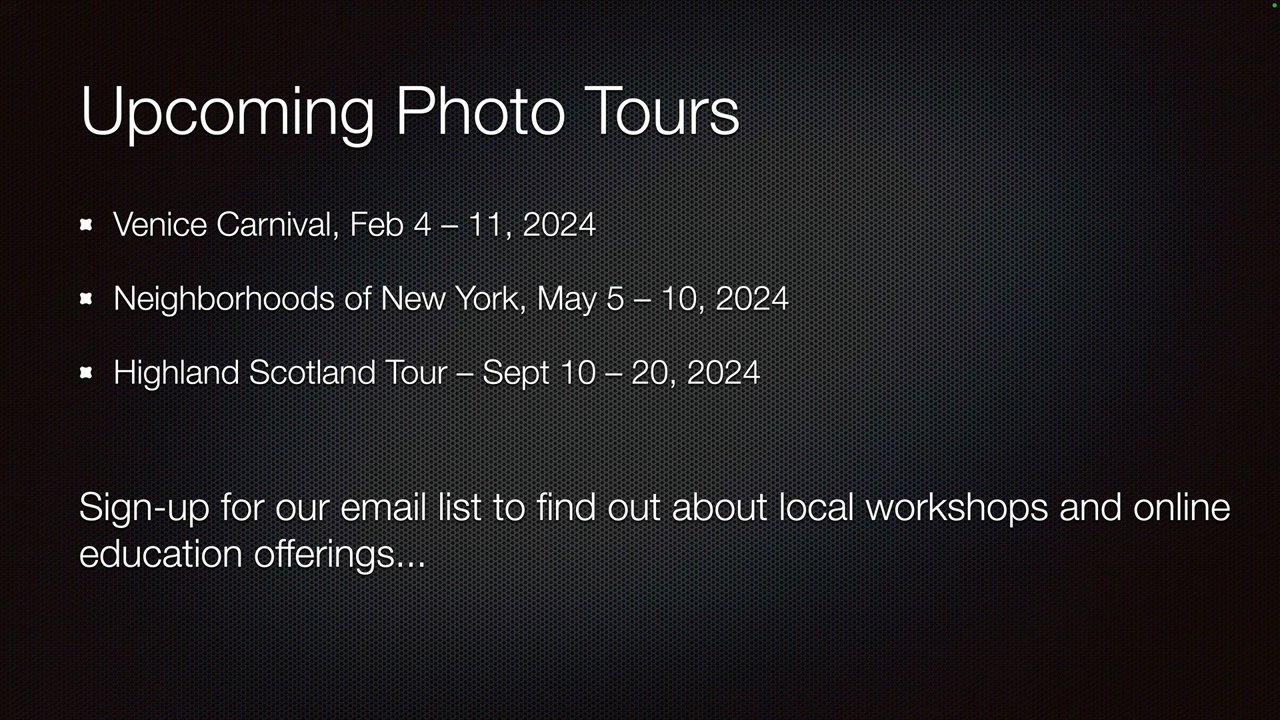 Upcoming Photo Tours
Venice Carnival, Feb 4 – 11, 2024
Neighborhoods of New York, May 5 – 10, 2024
Highland Scotland Tour – Sept 10 – 20, 2024
Sign-up for our email list to find out about local workshops and online
education offerings...